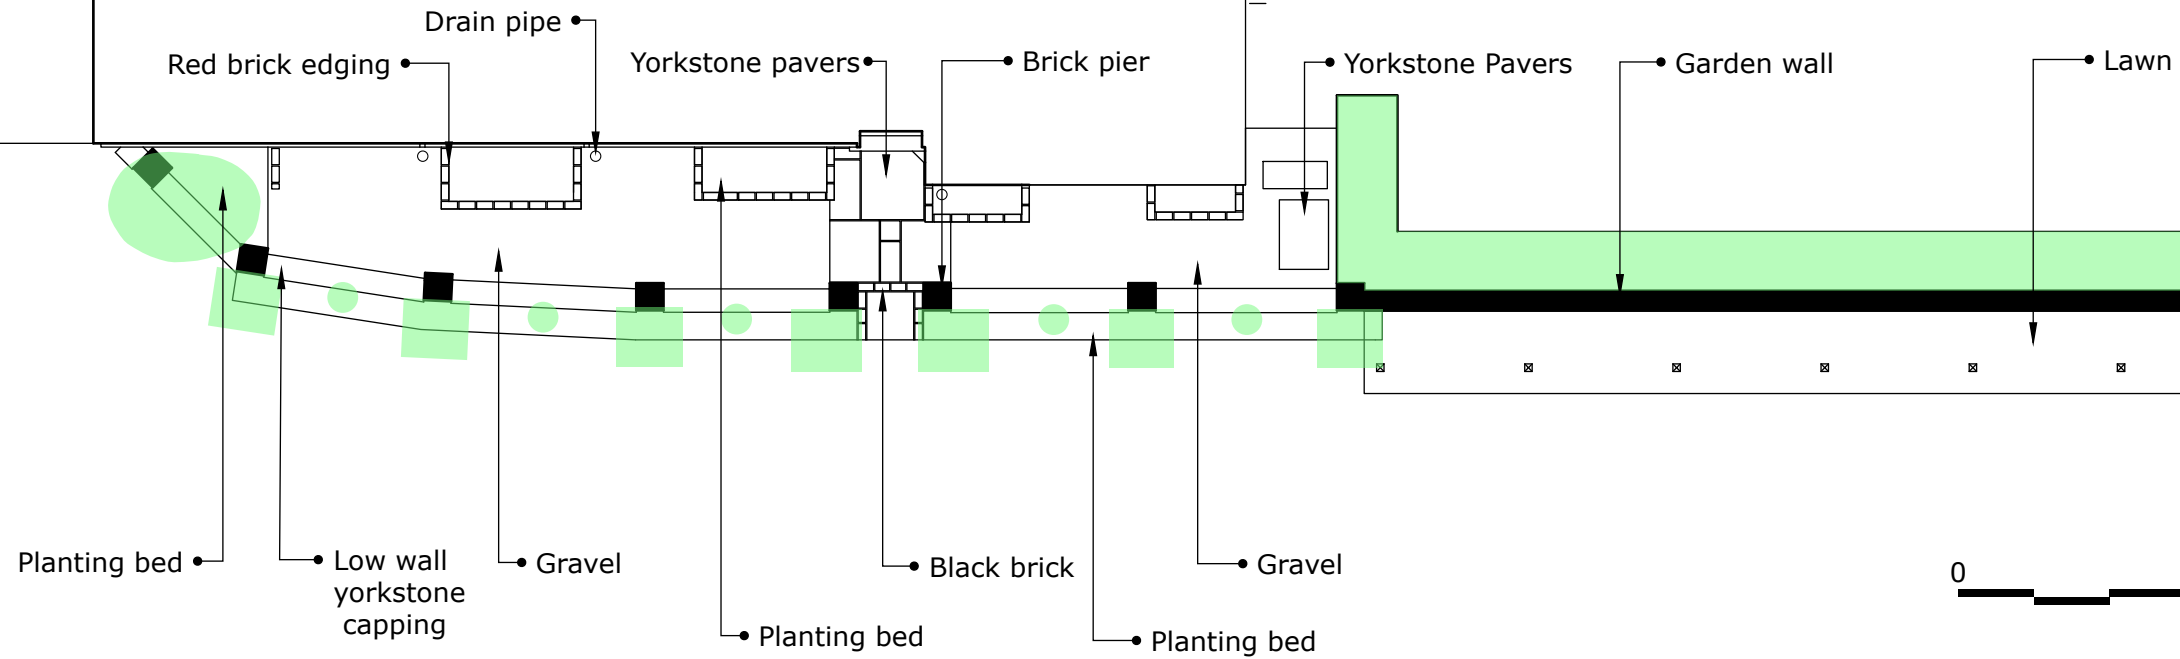 Drain pipe
Red brick edging
Yorkstone pavers
Brick pier
Yorkstone Pavers
Garden wall
Lawn
Planting bed
Low wall
yorkstone
capping
Gravel
Planting bed
Black brick
Planting bed
Gravel
0